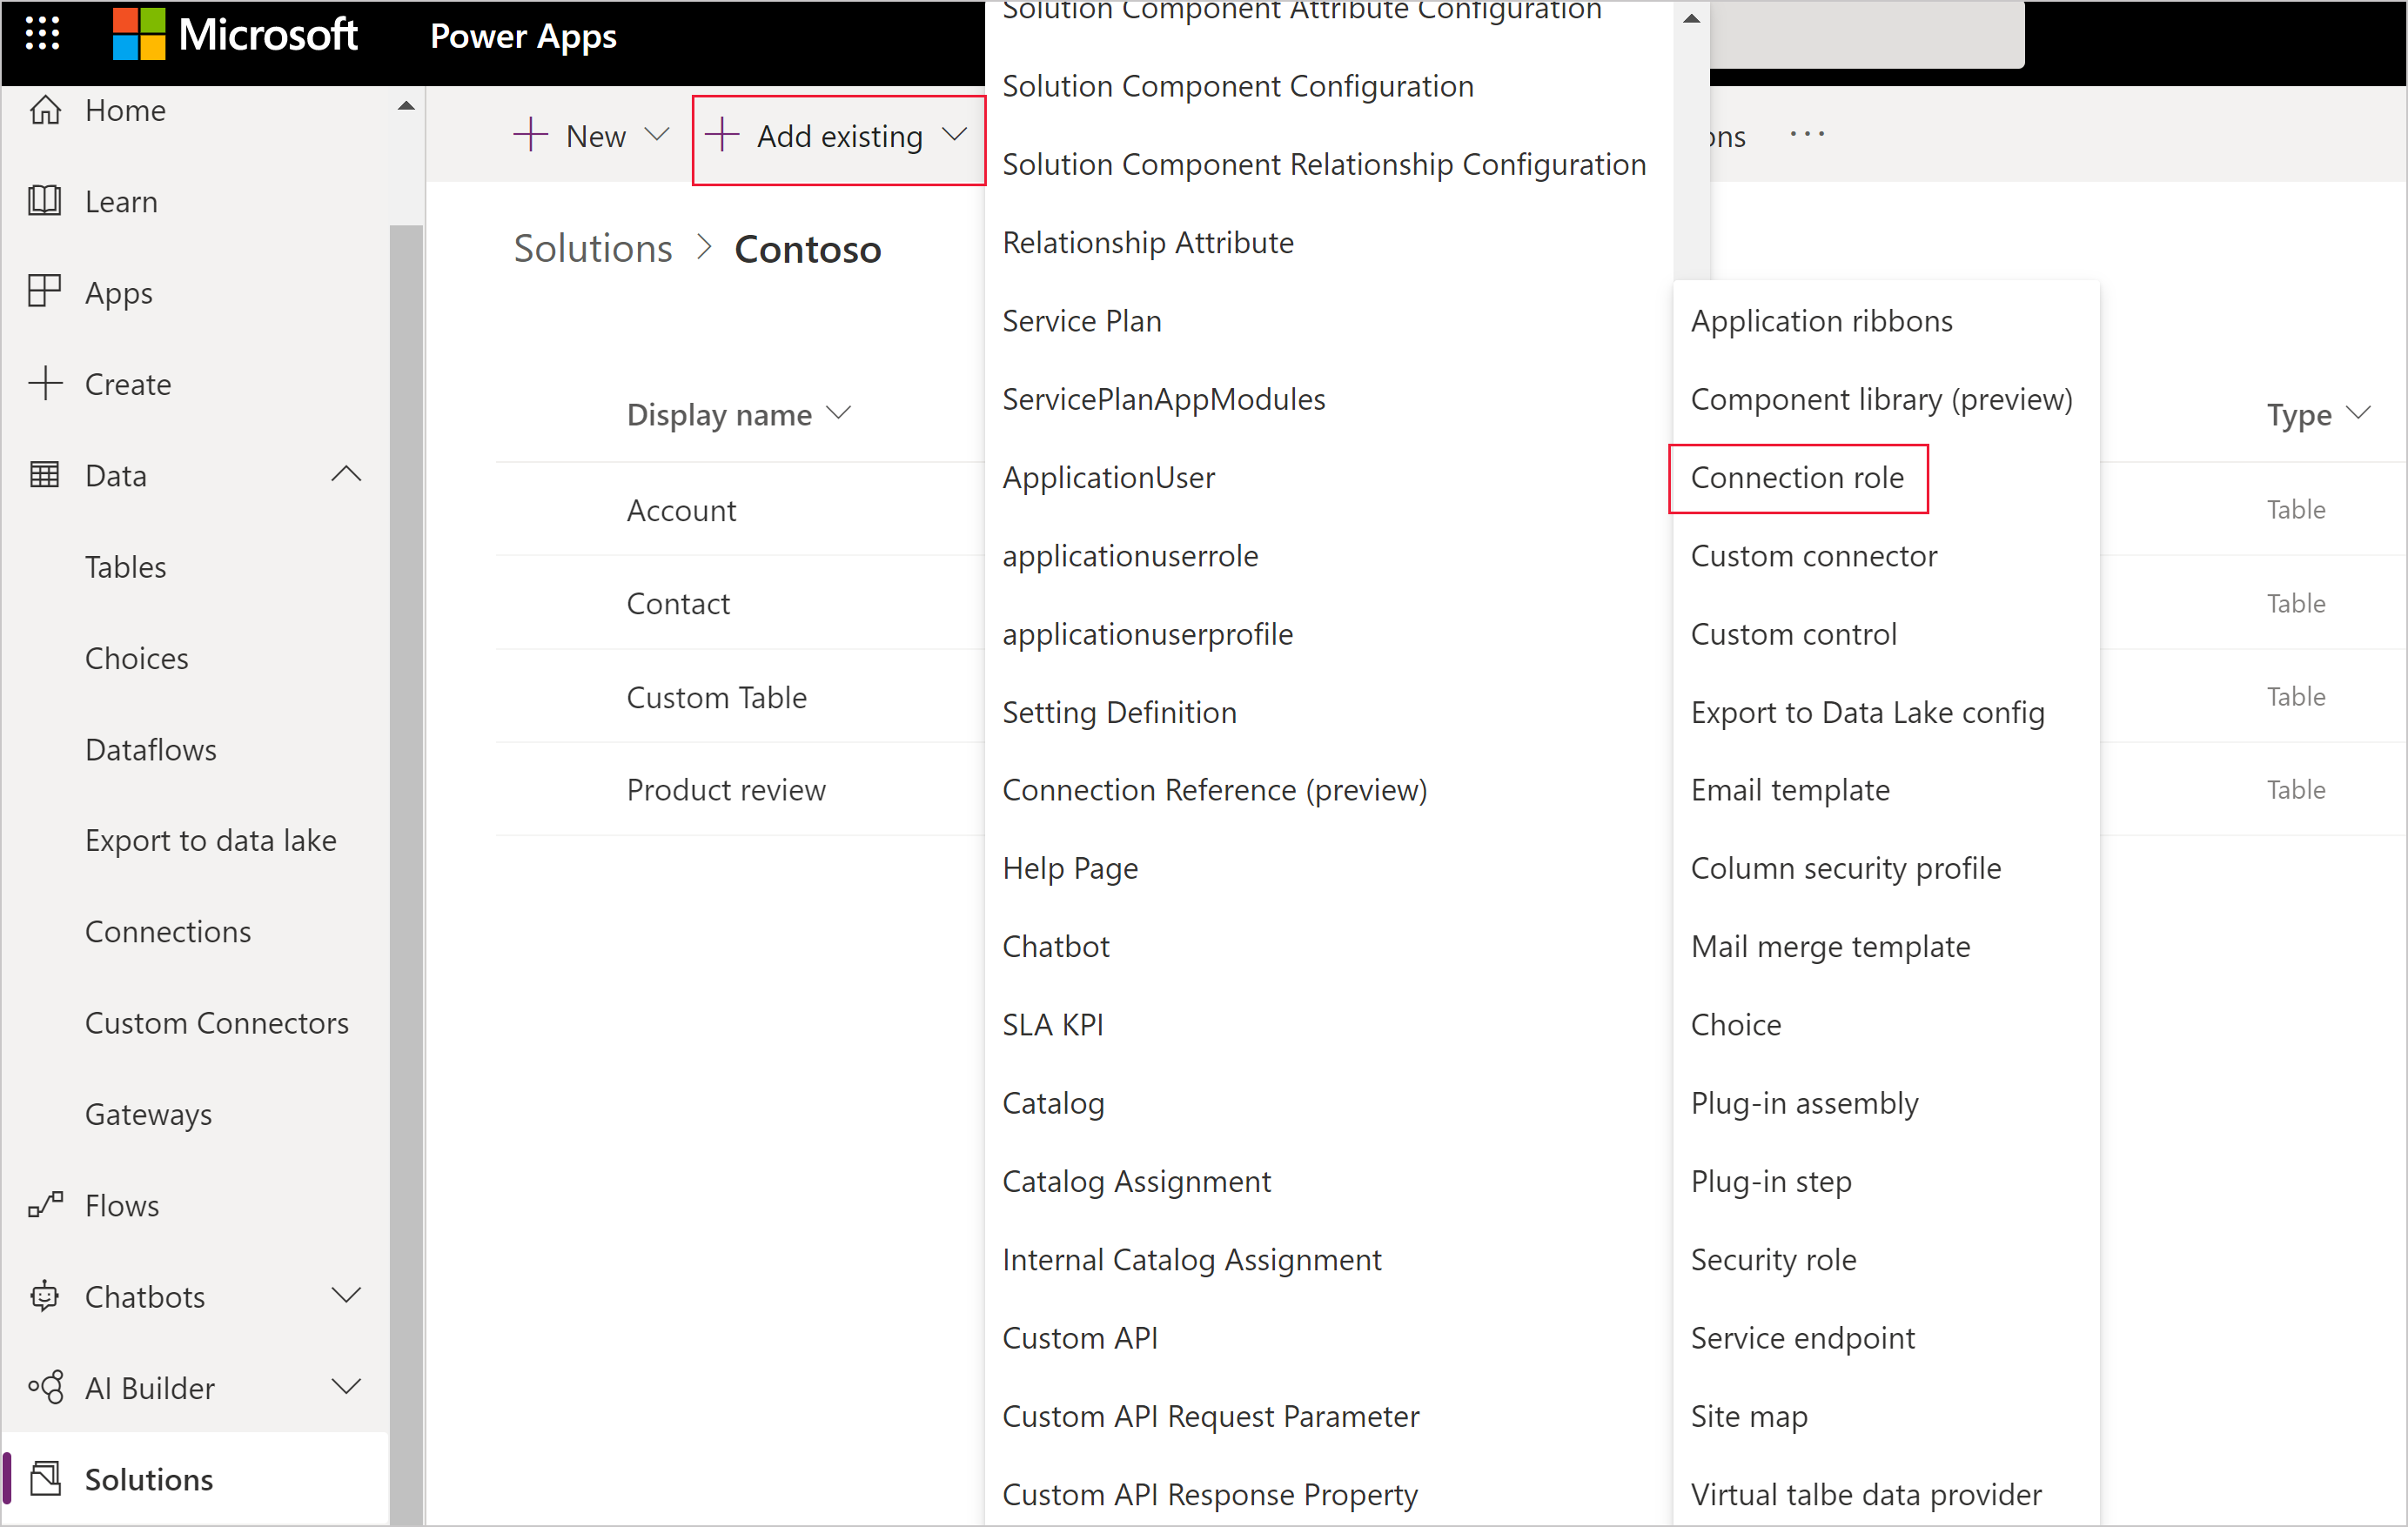 Microsoft
Power Apps
Home
Learn
Apps
Create
Data
Tables
Choices
Dataflows
Export to data lake
Connections
Custom Connectors
Gateways
Flows
Chatbots
AI Builder
Solutions
New
Add existing
ons
...
Solutions > Contoso
Display name
Type
Account
Table
Contact
Table
Custom Table
Table
Product review
Table
Solution Component Attribute Configuration
Solution Component Configuration
Solution Component Relationship Configuration
Relationship Attribute
Service Plan
ServicePlanAppModules
ApplicationUser
applicationuserrole
applicationuserprofile
Setting Definition
Connection Reference (preview)
Help Page
Chatbot
SLA KPI
Catalog
Catalog Assignment
Internal Catalog Assignment
Custom API
Custom API Request Parameter
Custom API Response Property
Application ribbons
Component library (preview)
Connection role
Custom connector
Custom control
Export to Data Lake config
Email template
Column security profile
Mail merge template
Choice
Plug-in assembly
Plug-in step
Security role
Service endpoint
Site map
Virtual talbe data provider